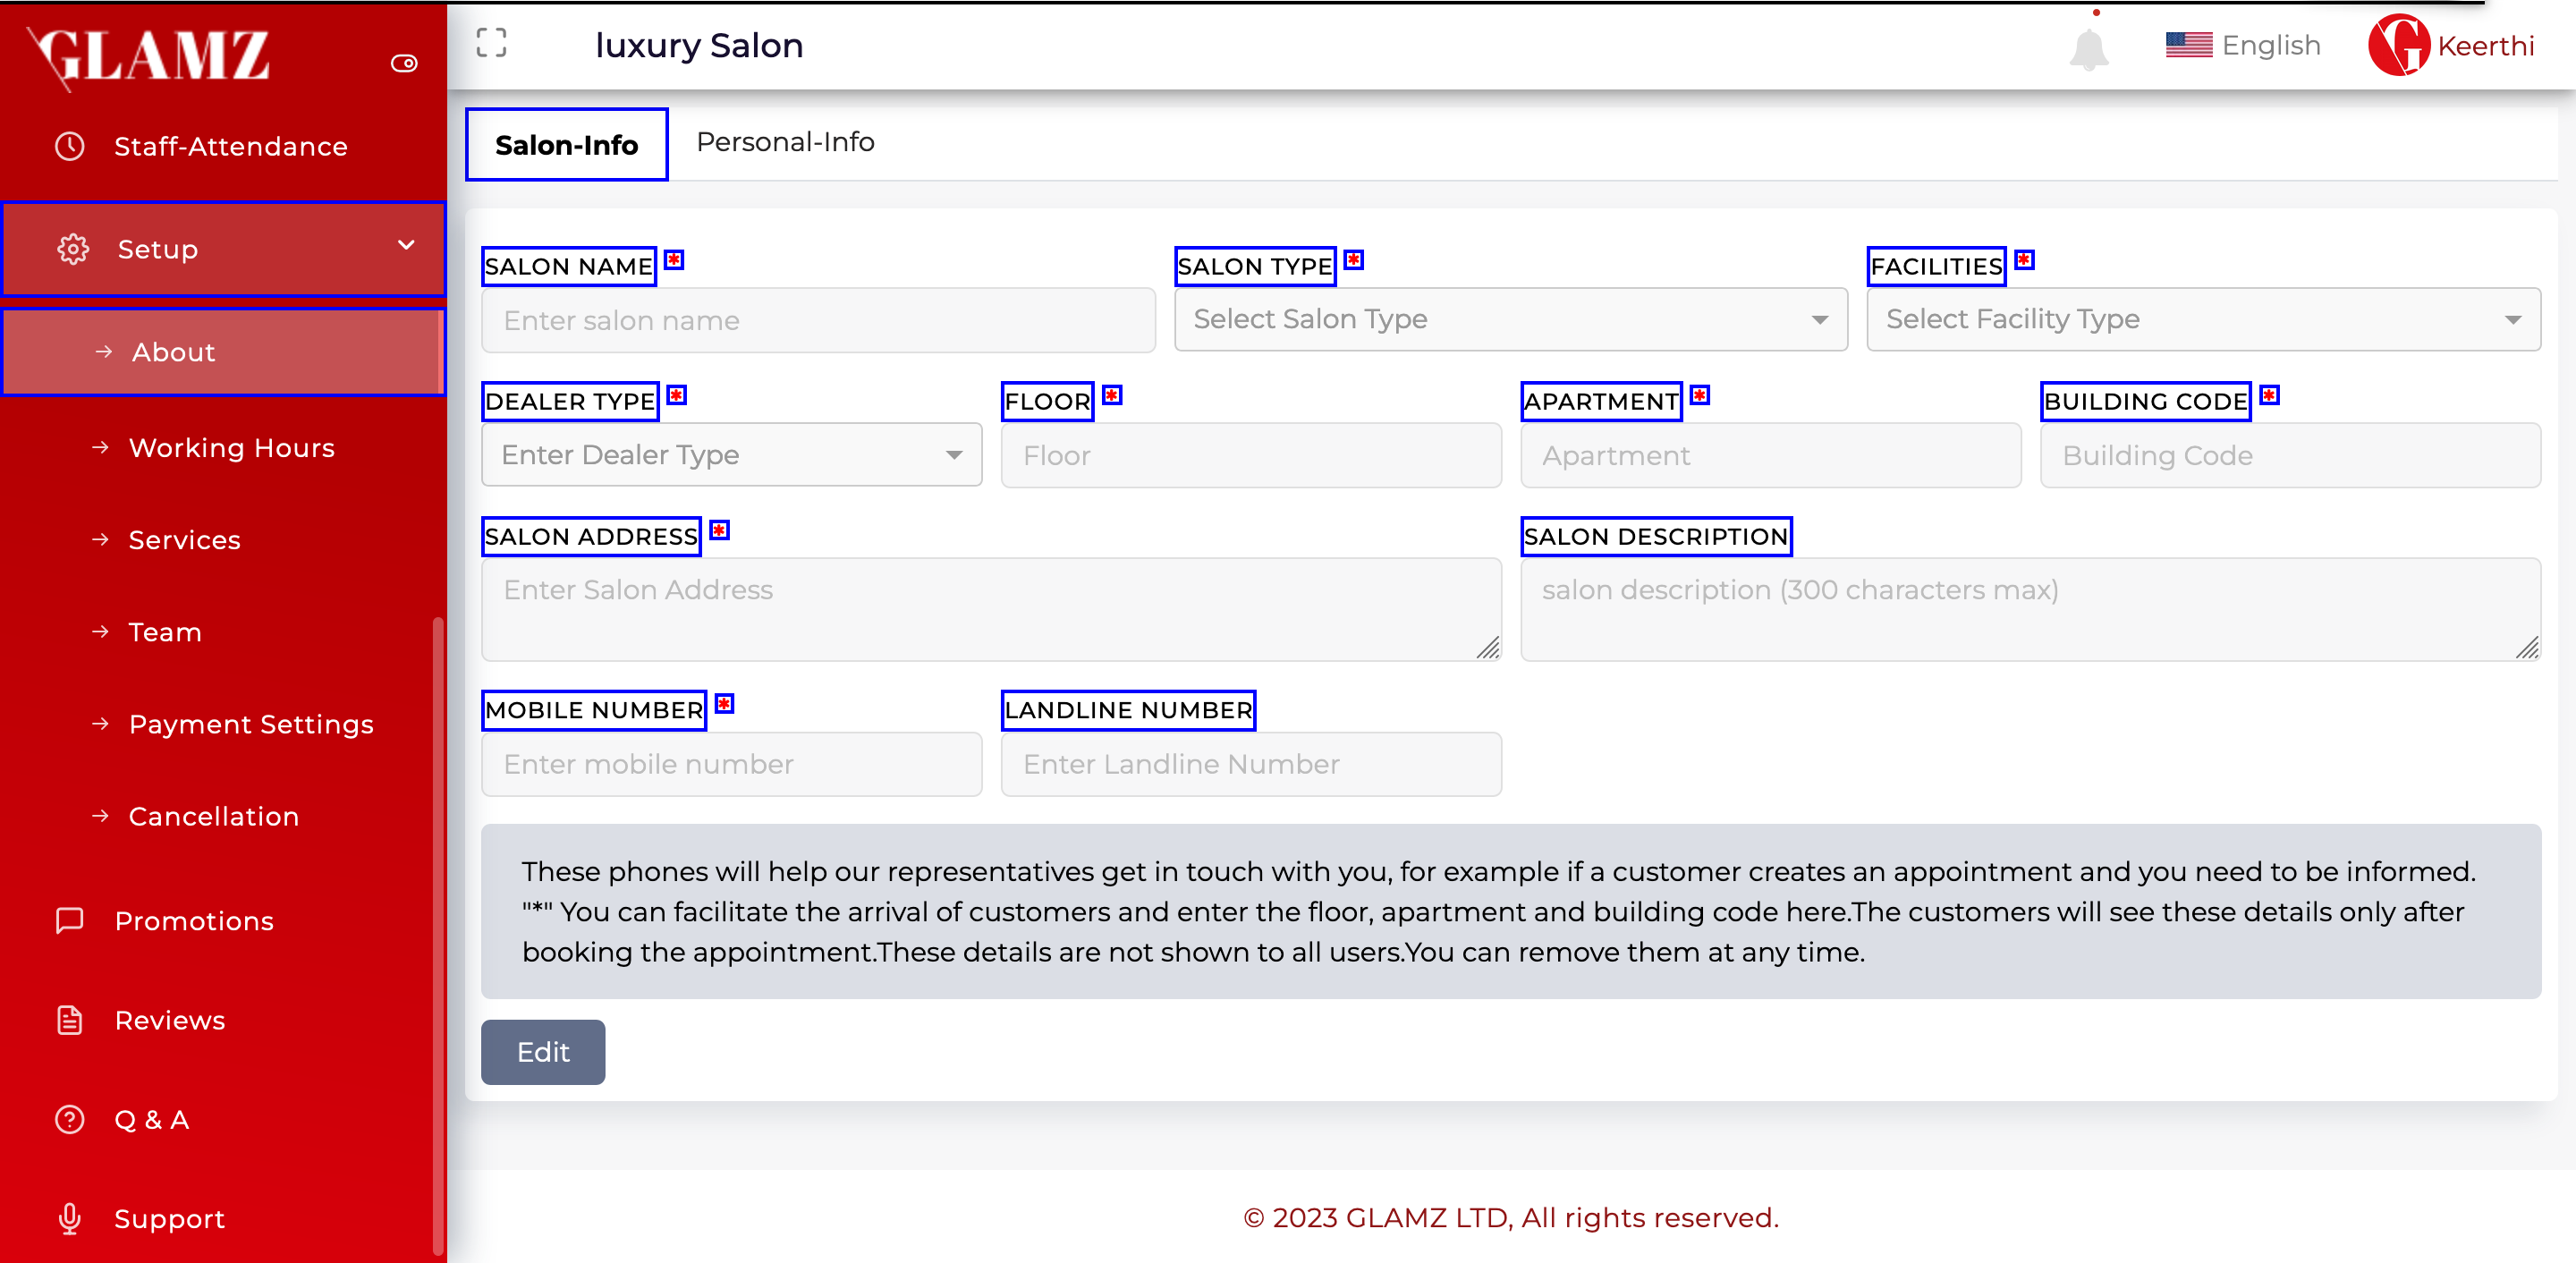 GLAMZ
luxury Salon
English
Keerthi
Staff-Attendance
Setup
About
Working Hours
Services
Team
Payment Settings
Cancellation
Promotions
Reviews
Q & A
Support
Salon-Info
Personal-Info
SALON NAME *
Enter salon name
SALON TYPE *
Select Salon Type
FACILITIES *
Select Facility Type
DEALER TYPE *
Enter Dealer Type
FLOOR *
Floor
APARTMENT *
Apartment
BUILDING CODE *
Building Code
SALON ADDRESS *
Enter Salon Address
SALON DESCRIPTION
salon description (300 characters max)
MOBILE NUMBER *
Enter mobile number
LANDLINE NUMBER
Enter Landline Number
These phones will help our representatives get in touch with you, for example if a customer creates an appointment and you need to be informed.
"*" You can facilitate the arrival of customers and enter the floor, apartment and building code here.The customers will see these details only after
booking the appointment.These details are not shown to all users.You can remove them at any time.
Edit
© 2023 GLAMZ LTD, All rights reserved.